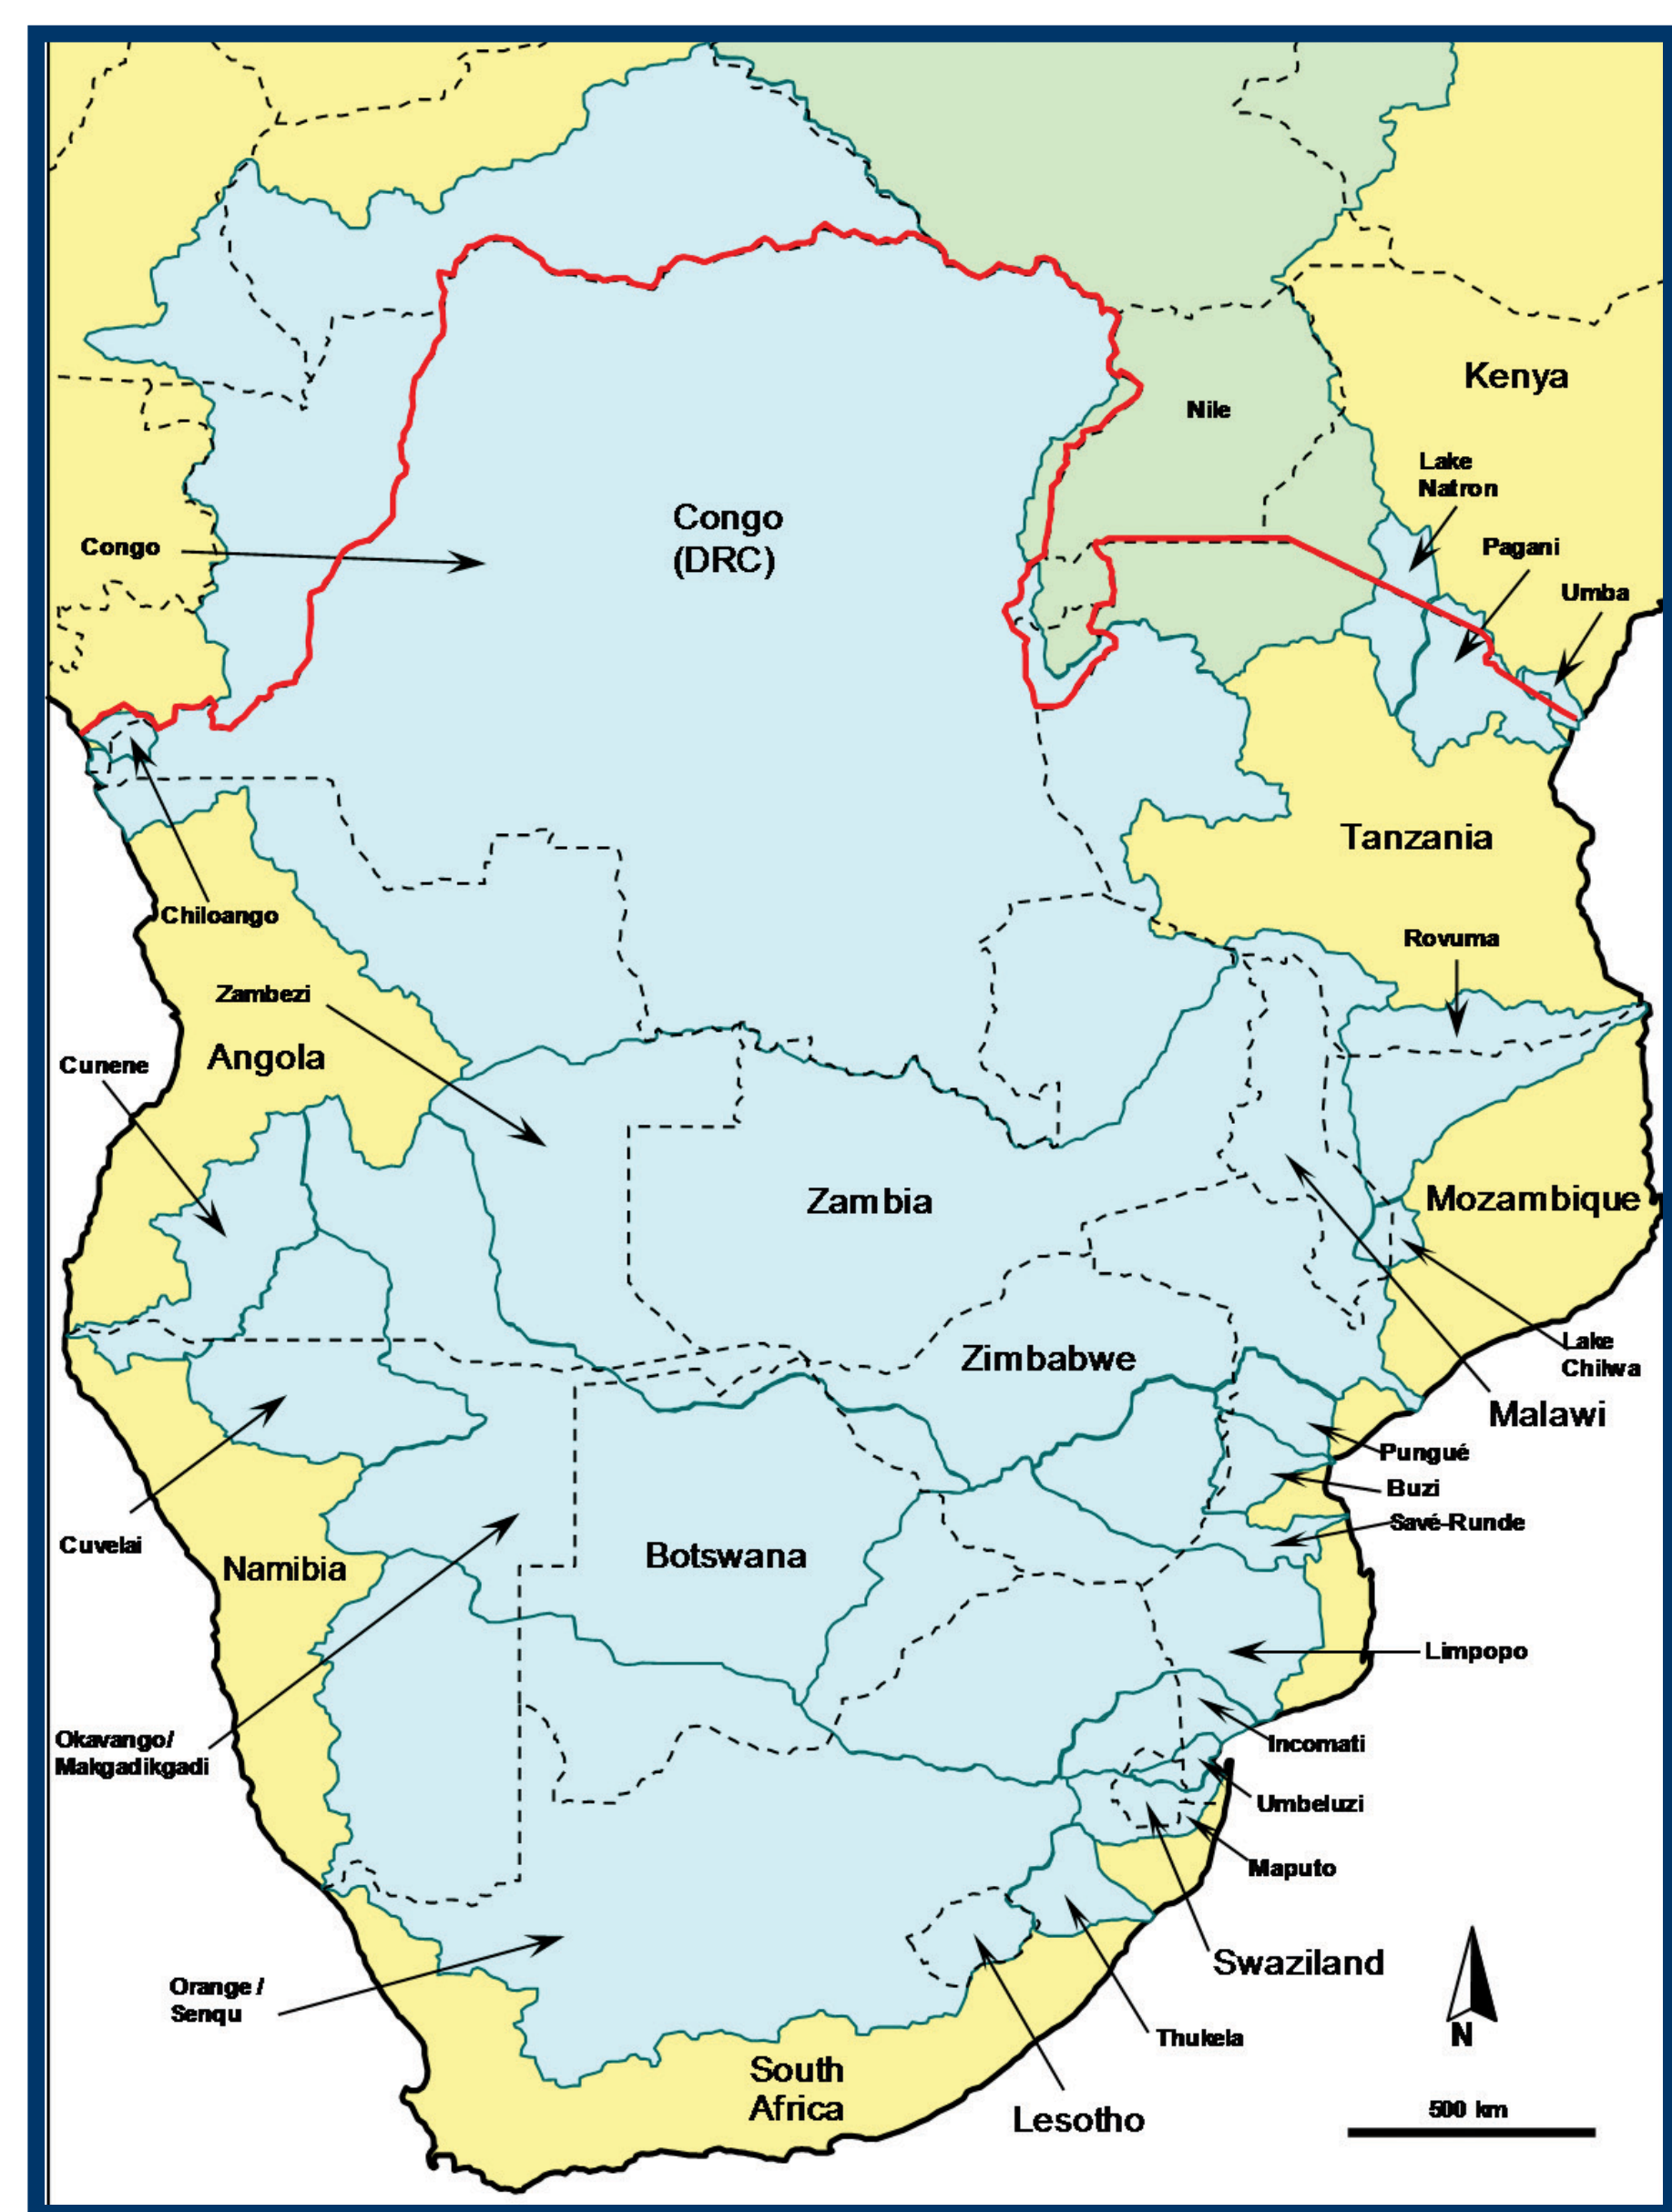 Kenya
Nile
Lake
Natron
Pagani
Umba
Congo
(DRC)
Congo
Tanzania
Chiloango
Rovuma
Zambezi
Angola
Cunene
Zambia
Mozambique
Zimbabwe
Lake
Chilwa
Malawi
Pungué
Buzi
Savé-Runde
Cuvelai
Namibia
Botswana
Limpopo
Okavango/
Makgadikgadi
Incomati
Umbeluzi
Maputo
Swaziland
Orange /
Senqu
Thukela
N
South
Africa
Lesotho
500 km